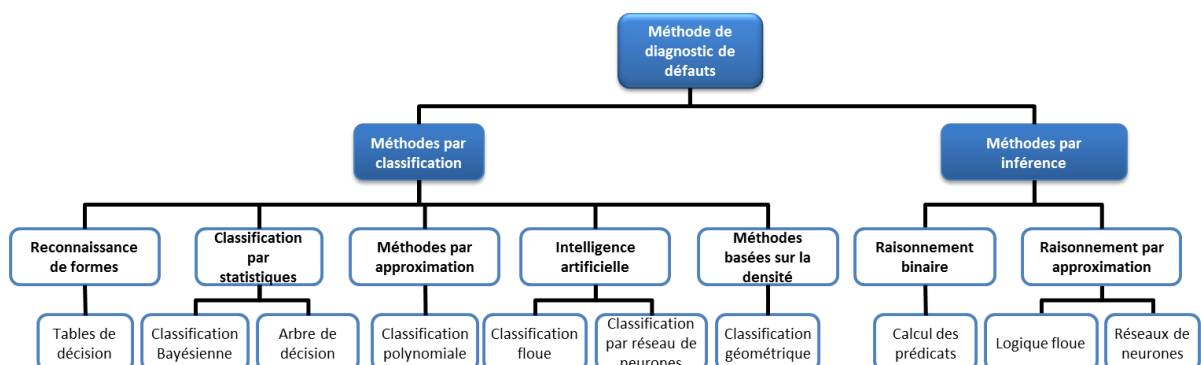 Méthode de
diagnostic de
défauts
Méthodes par
classification
Méthodes par
inférence
Reconnaissance
de formes
Classification
par
statistiques
Méthodes par
approximation
Intelligence
artificielle
Méthodes
basées sur la
densité
Raisonnement
binaire
Raisonnement par
approximation
Tables de
décision
Classification
Bayésienne
Arbre de
décision
Classification
polynomiale
Classification
floue
Classification
par réseau de
neurones
Classification
géométrique
Calcul des
prédicats
Logique floue
Réseaux de
neurones